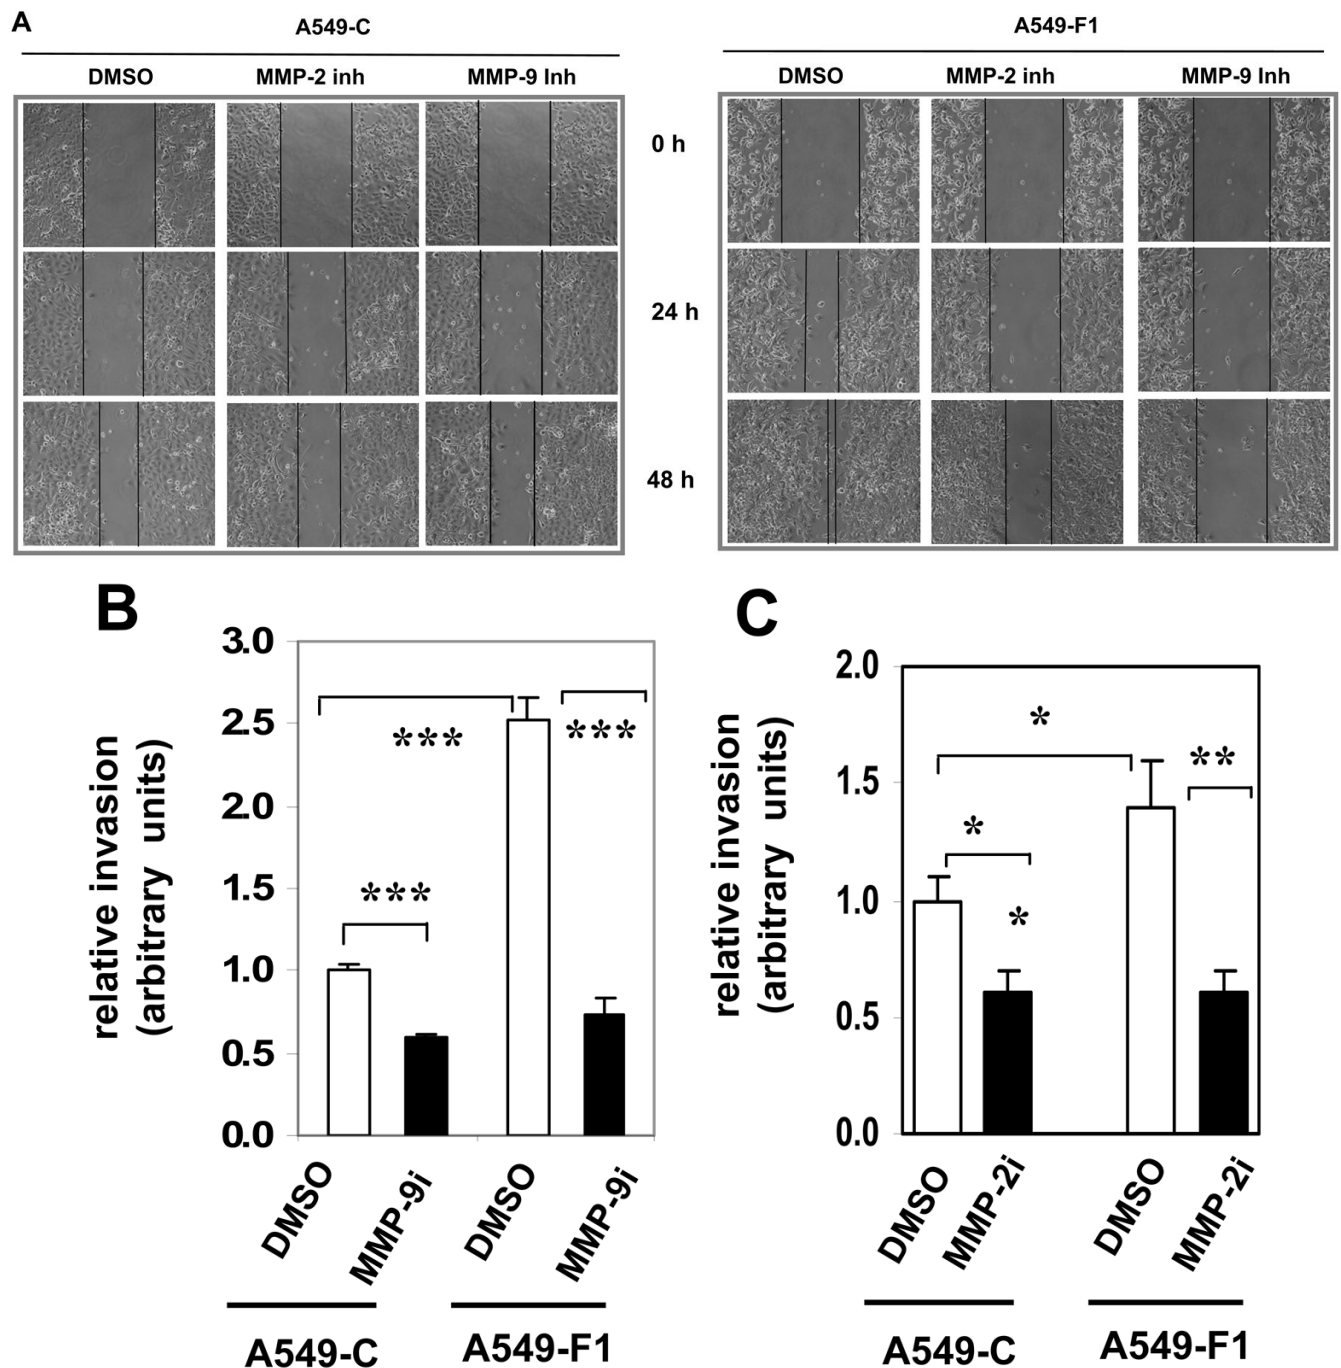 A
A549-C
A549-F1
DMSO MMP-2 inh MMP-9 Inh
DMSO MMP-2 inh MMP-9 Inh
0 h
24 h
48 h
B
relative invasion
(arbitrary units)
3.0
2.5
2.0
1.5
1.0
0.5
0.0
***
***
***
DMSO
MMP-9i
DMSO
MMP-9i
A549-C
A549-F1
C
relative invasion
(arbitrary units)
2.0
1.5
1.0
0.5
0.0
*
**
*
*
DMSO
MMP-2i
DMSO
MMP-2i
A549-C
A549-F1